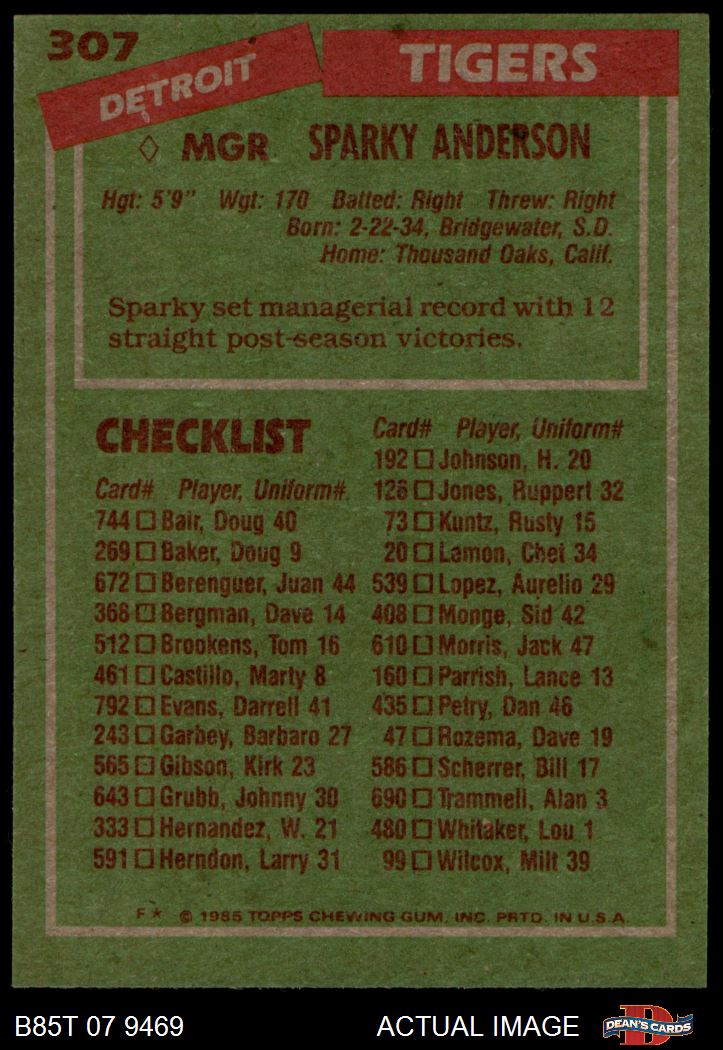 307
DETROIT TIGERS
MGR SPARKY ANDERSON
Hgt: 5'9" Wgt: 170 Batted: Right Threw: Right
Born: 2-22-34, Bridgewater, S.D.
Home: Thousand Oaks, Calif.
Sparky set managerial record with 12
straight post-season victories.
CHECKLIST
Card# Player, Uniform#
744 Bair, Doug 40
269 Baker, Doug 9
672 Berenguer, Juan 44
368 Bergman, Dave 14
512 Brookens, Tom 16
461 Castillo, Marty 8
792 Evans, Darrell 41
243 Garbey, Barbaro 27
565 Gibson, Kirk 23
643 Grubb, Johnny 30
333 Hernandez, W. 21
591 Herndon, Larry 31
Card# Player, Uniform#
192 Johnson, H. 20
126 Jones, Ruppert 32
73 Kuntz, Rusty 15
20 Lemon, Chet 34
539 Lopez, Aurelio 29
408 Monge, Sid 42
610 Morris, Jack 47
160 Parrish, Lance 13
435 Petry, Dan 46
47 Rozema, Dave 19
586 Scherrer, Bill 17
690 Trammell, Alan 3
480 Whitaker, Lou 1
99 Wilcox, Milt 39
F* © 1985 TOPPS CHEWING GUM, INC. PRTD. IN U.S.A.
B85T 07 9469
ACTUAL IMAGE
D
DEAN'S CARDS